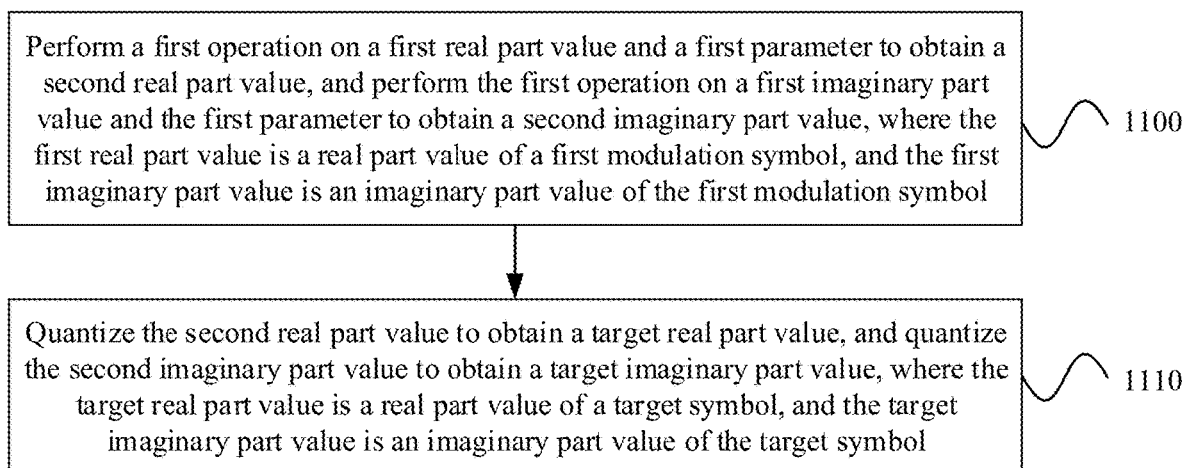 Perform a first operation on a first real part value and a first parameter to obtain a
second real part value, and perform the first operation on a first imaginary part
value and the first parameter to obtain a second imaginary part value, where the
first real part value is a real part value of a first modulation symbol, and the first
imaginary part value is an imaginary part value of the first modulation symbol
1100
Quantize the second real part value to obtain a target real part value, and quantize
the second imaginary part value to obtain a target imaginary part value, where the
target real part value is a real part value of a target symbol, and the target
imaginary part value is an imaginary part value of the target symbol
1110